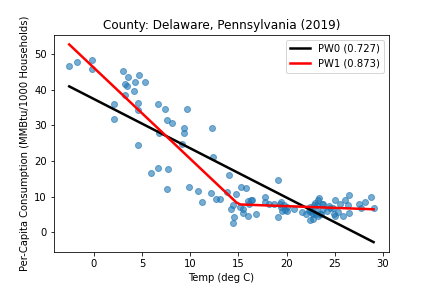 County: Delaware, Pennsylvania (2019)
PW0 (0.727)
PW1 (0.873)
Per-Capita Consumption (MMBtu/1000 Households)
50
40
30
20
10
0
0 5 10 15 20 25 30
Temp (deg C)